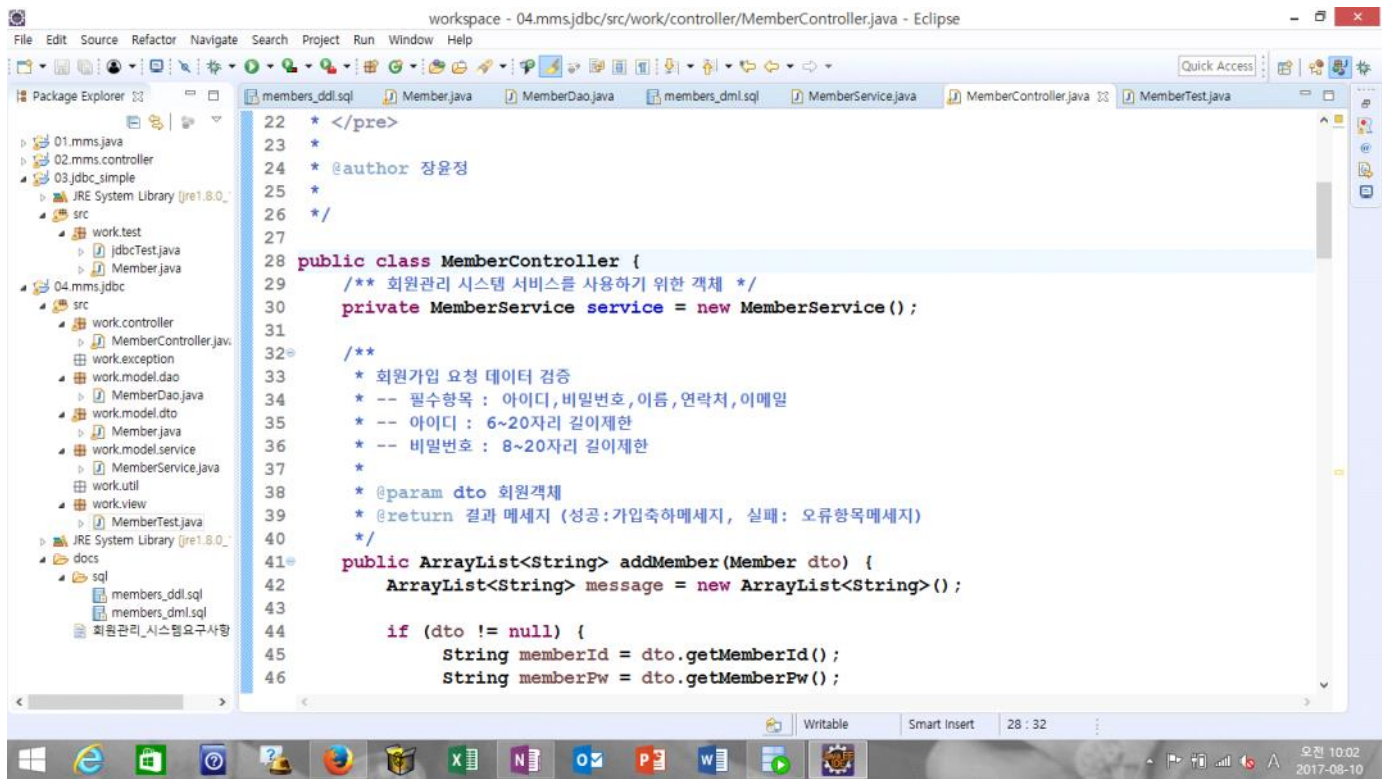 workspace - 04.mms.jdbc/src/work/controller/MemberController.java - Eclipse
File Edit Source Refactor Navigate Search Project Run Window Help
Quick Access
Package Explorer
members_ddl.sql Member.java MemberDao.java members_dml.sql MemberService.java MemberController.java MemberTest.java
01.mms.java
02.mms.controller
03.jdbc_simple
JRE System Library [jre1.8.0_
src
work.test
jdbcTest.java
Member.java
04.mms.jdbc
src
work.controller
MemberController.java
work.exception
work.model.dao
MemberDao.java
work.model.dto
Member.java
work.model.service
MemberService.java
work.util
work.view
MemberTest.java
JRE System Library [jre1.8.0_
docs
sql
members_ddl.sql
members_dml.sql
회원관리_시스템요구사항
22 * </pre>
23 *
24 * @author 장윤정
25 *
26 */
27
28 public class MemberController {
29 /** 회원관리 시스템 서비스를 사용하기 위한 객체 */
30 private MemberService service = new MemberService();
31
32 /**
33 * 회원가입 요청 데이터 검증
34 * -- 필수항목 : 아이디,비밀번호,이름,연락처,이메일
35 * -- 아이디 : 6~20자리 길이제한
36 * -- 비밀번호 : 8~20자리 길이제한
37 *
38 * @param dto 회원객체
39 * @return 결과 메세지 (성공:가입축하메세지, 실패: 오류항목메세지)
40 */
41 public ArrayList<String> addMember(Member dto) {
42 ArrayList<String> message = new ArrayList<String>();
43
44 if (dto != null) {
45 String memberId = dto.getMemberId();
46 String memberPw = dto.getMemberPw();
Writable Smart Insert 28 : 32
A
오전 10:02
2017-08-10